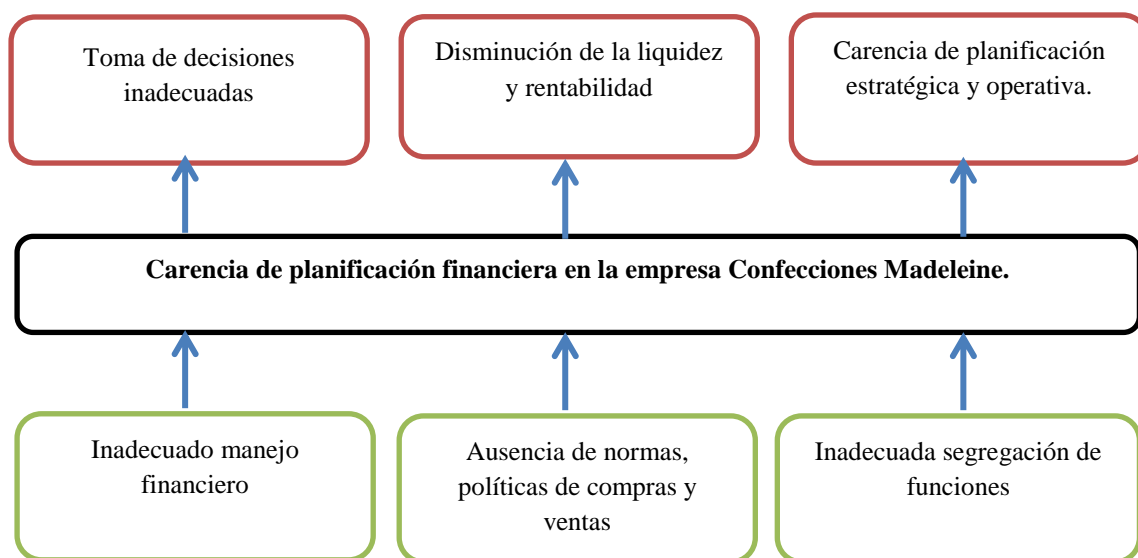 Toma de decisiones
inadecuadas
Disminución de la liquidez
y rentabilidad
Carencia de planificación
estratégica y operativa.
Carencia de planificación financiera en la empresa Confecciones Madeleine.
Inadecuado manejo
financiero
Ausencia de normas,
políticas de compras y
ventas
Inadecuada segregación de
funciones